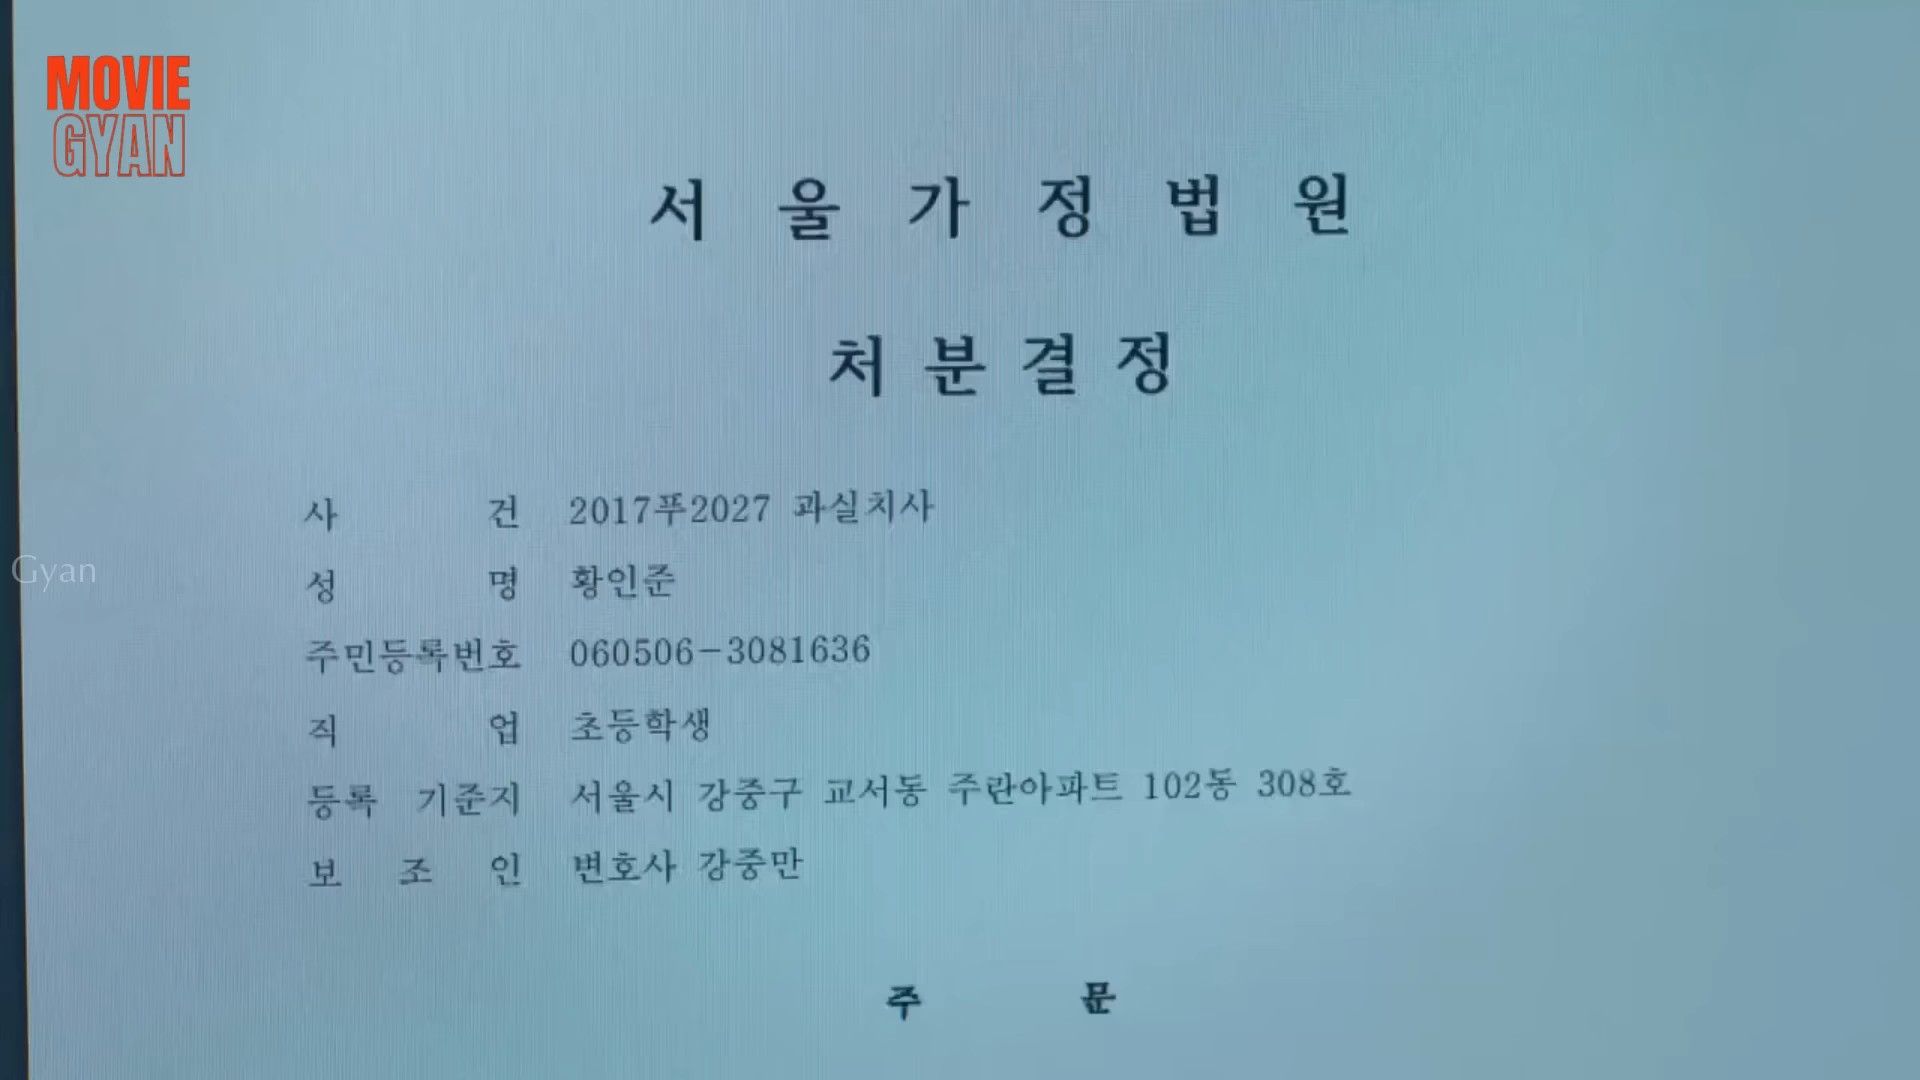 MOVIE
GYAN
서울가정법원
처분결정
사 건 2017푸2027 과실치사
성 명 황인준
Gyan
주민등록번호 060506-3081636
직 업 초등학생
등록 기준지 서울시 강중구 교서동 주란아파트 102동 308호
보 조 인 변호사 강중만
주 문